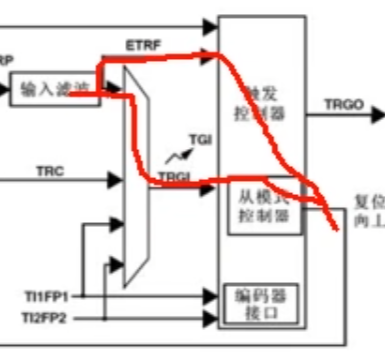 RP
ETRF
输入滤波
触发
控制器
TRGO
TGI
TRC
TRGI
从模式
控制器
复位
向上
TI1FP1
TI2FP2
编码器
接口